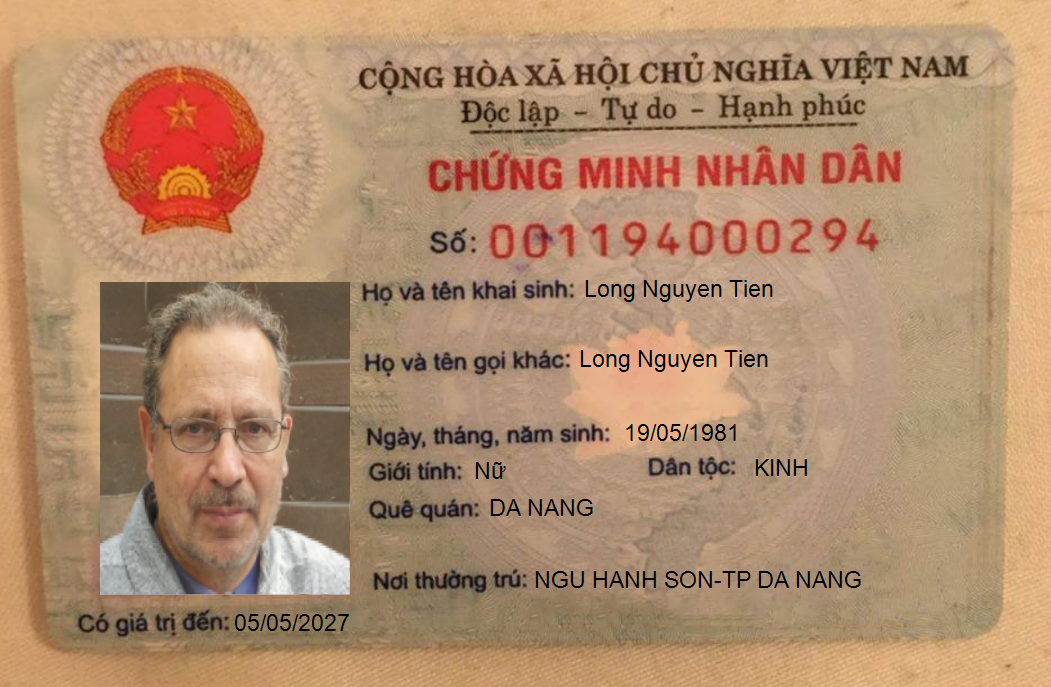 CỘNG HÒA XÃ HỘI CHỦ NGHĨA VIỆT NAM
Độc lập – Tự do – Hạnh phúc
CHỨNG MINH NHÂN DÂN
Số: 001194000294
Họ và tên khai sinh: Long Nguyen Tien
Họ và tên gọi khác: Long Nguyen Tien
Ngày, tháng, năm sinh: 19/05/1981
Giới tính: Nữ Dân tộc: KINH
Quê quán: DA NANG
Nơi thường trú: NGU HANH SON-TP DA NANG
Có giá trị đến: 05/05/2027
VIỆT NAM